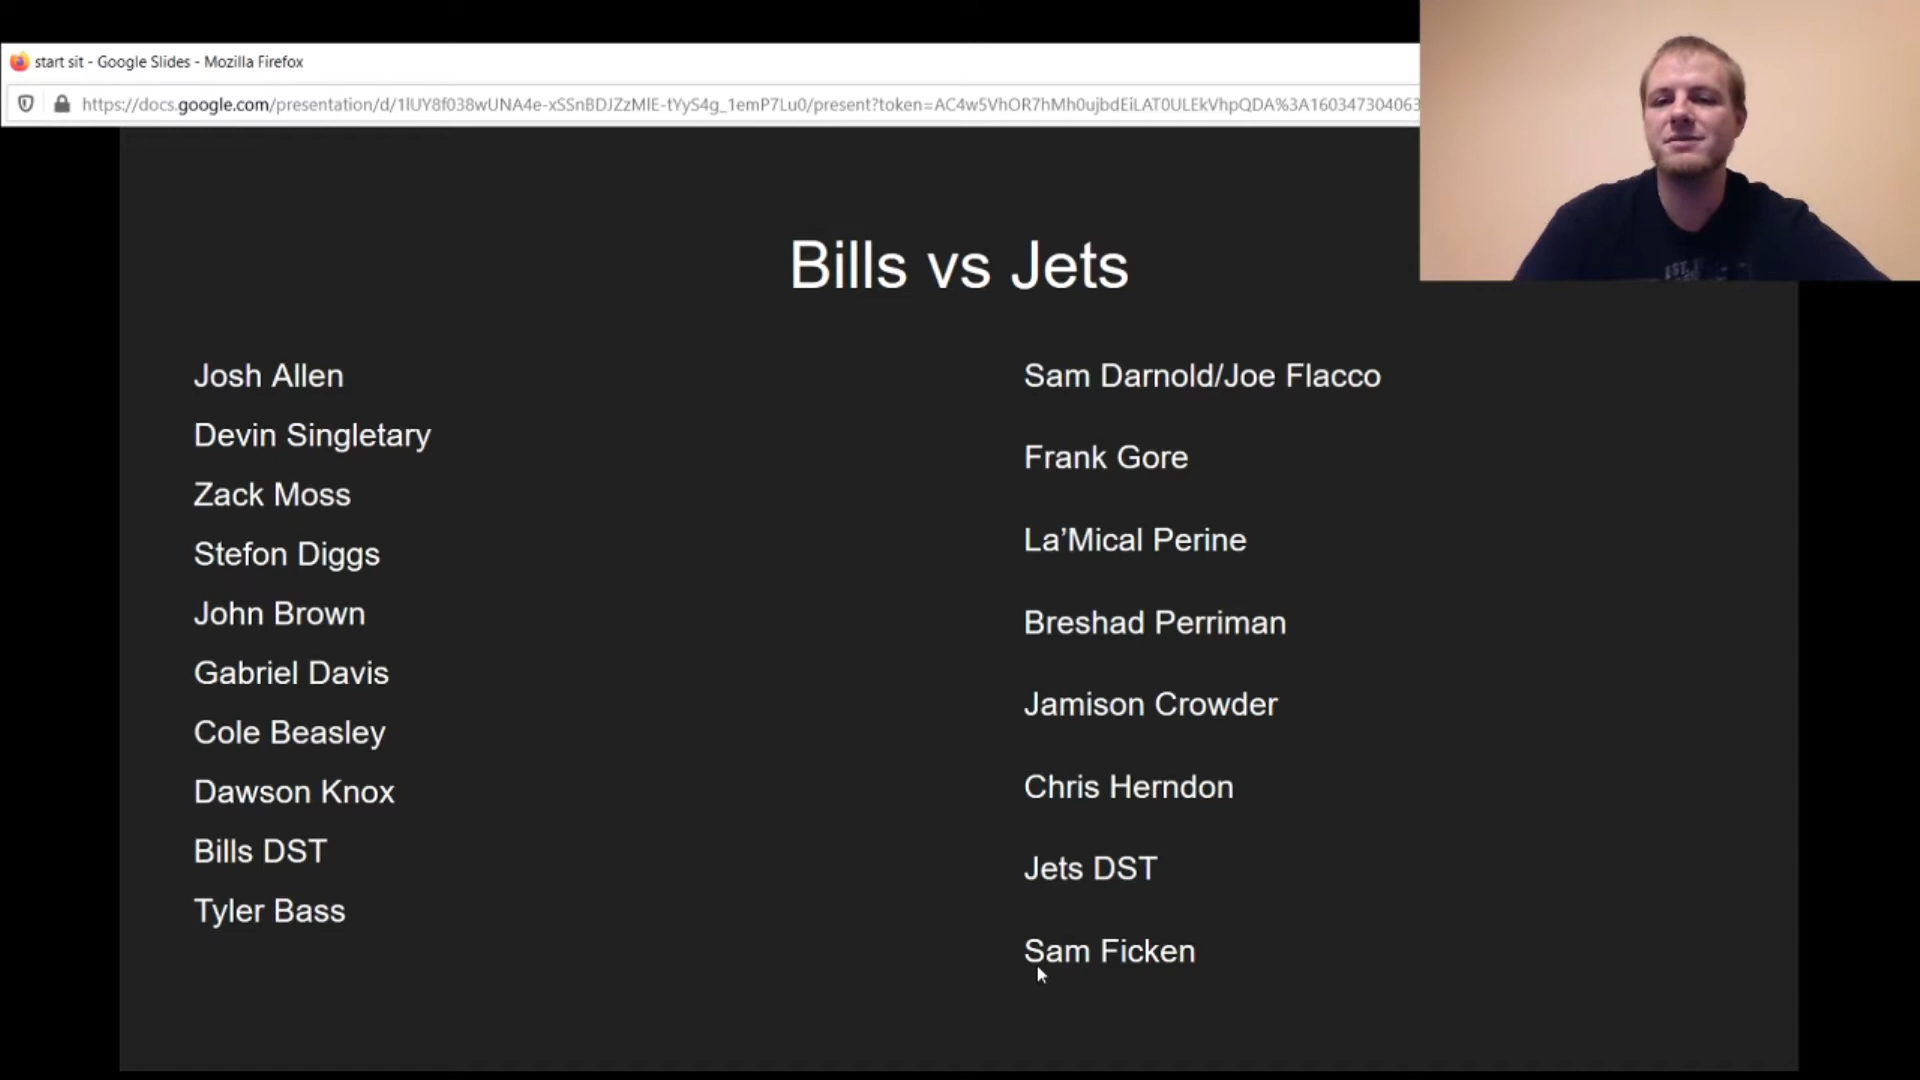 start sit - Google Slides - Mozilla Firefox
https://docs.google.com/presentation/d/1lUY8f038wUNA4e-xSSnBDJZzMlE-tYyS4g_1emP7Lu0/present?token=AC4w5VhOR7hMh0ujbdEiLAT0ULEkVhpQDA%3A160347304063
Bills vs Jets
Josh Allen
Devin Singletary
Zack Moss
Stefon Diggs
John Brown
Gabriel Davis
Cole Beasley
Dawson Knox
Bills DST
Tyler Bass
Sam Darnold/Joe Flacco
Frank Gore
La’Mical Perine
Breshad Perriman
Jamison Crowder
Chris Herndon
Jets DST
Sam Ficken